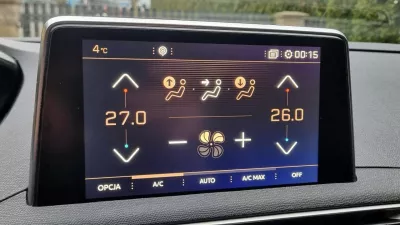 4°C 00:15
27.0 26.0
− +
OPCJA A/C AUTO A/C MAX OFF